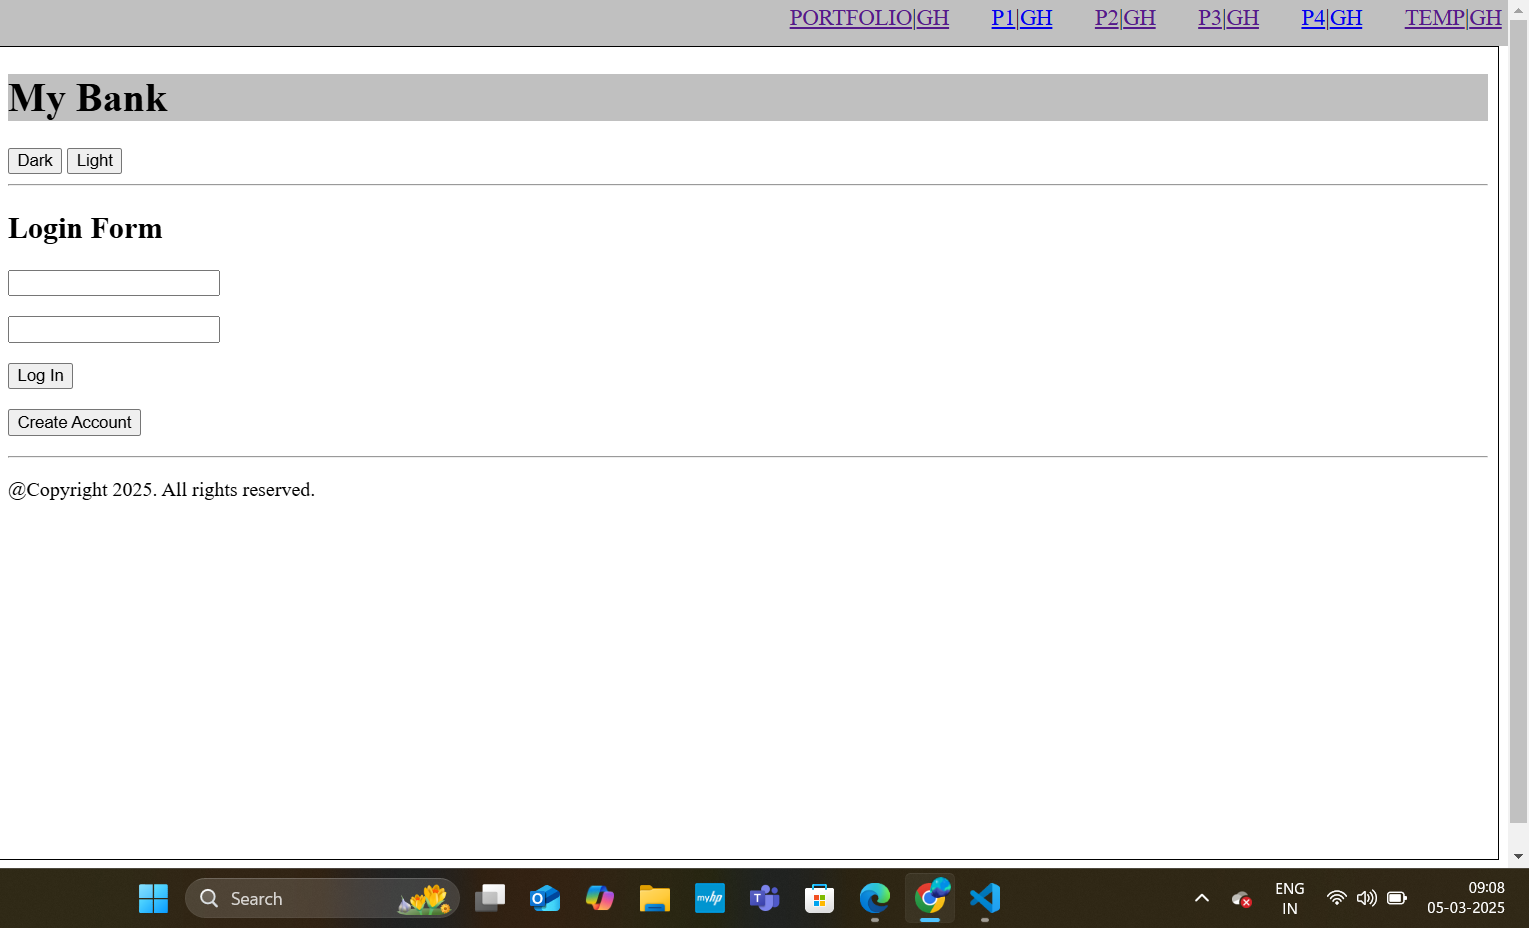 PORTFOLIO|GH P1|GH P2|GH P3|GH P4|GH TEMP|GH
My Bank
Dark Light
Login Form
Log In
Create Account
@Copyright 2025. All rights reserved.
Search
O
myhp
T
ENG
IN
09:08
05-03-2025